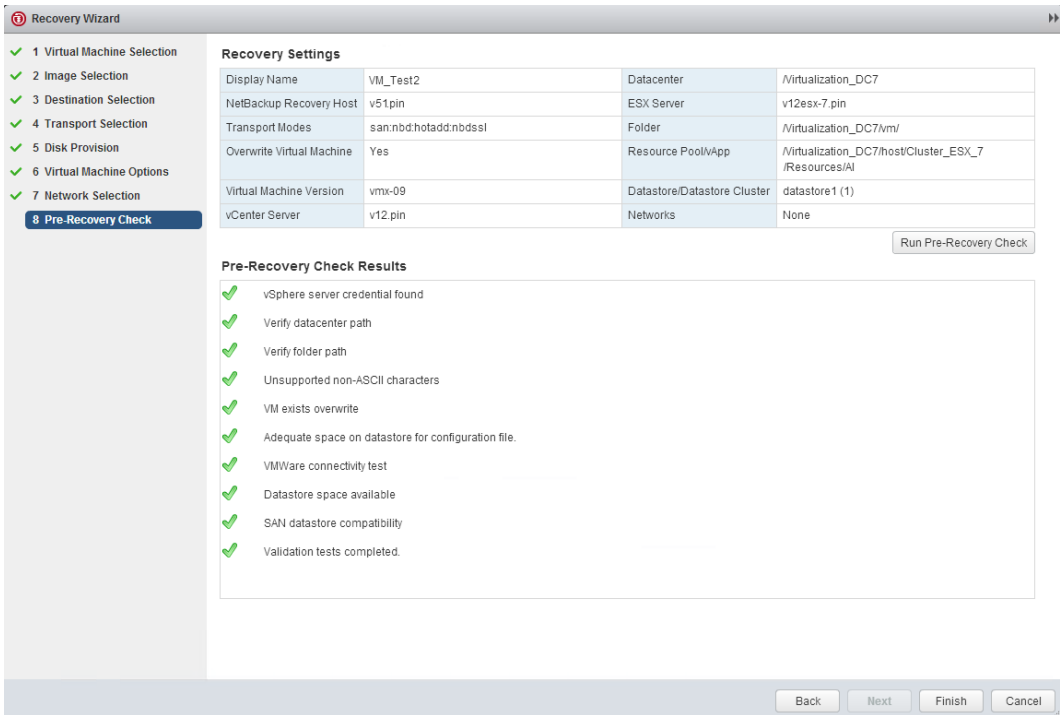 Recovery Wizard
1 Virtual Machine Selection
2 Image Selection
3 Destination Selection
4 Transport Selection
5 Disk Provision
6 Virtual Machine Options
7 Network Selection
8 Pre-Recovery Check
Recovery Settings
Display Name VM_Test2 Datacenter /Virtualization_DC7
NetBackup Recovery Host v51.pin ESX Server v12esx-7.pin
Transport Modes san:nbd:hotadd:nbdssl Folder /Virtualization_DC7/vm/
Overwrite Virtual Machine Yes Resource Pool/vApp /Virtualization_DC7/host/Cluster_ESX_7
/Resources/AI
Virtual Machine Version vmx-09 Datastore/Datastore Cluster datastore1 (1)
vCenter Server v12.pin Networks None
Run Pre-Recovery Check
Pre-Recovery Check Results
vSphere server credential found
Verify datacenter path
Verify folder path
Unsupported non-ASCII characters
VM exists overwrite
Adequate space on datastore for configuration file.
VMWare connectivity test
Datastore space available
SAN datastore compatibility
Validation tests completed.
Back Next Finish Cancel